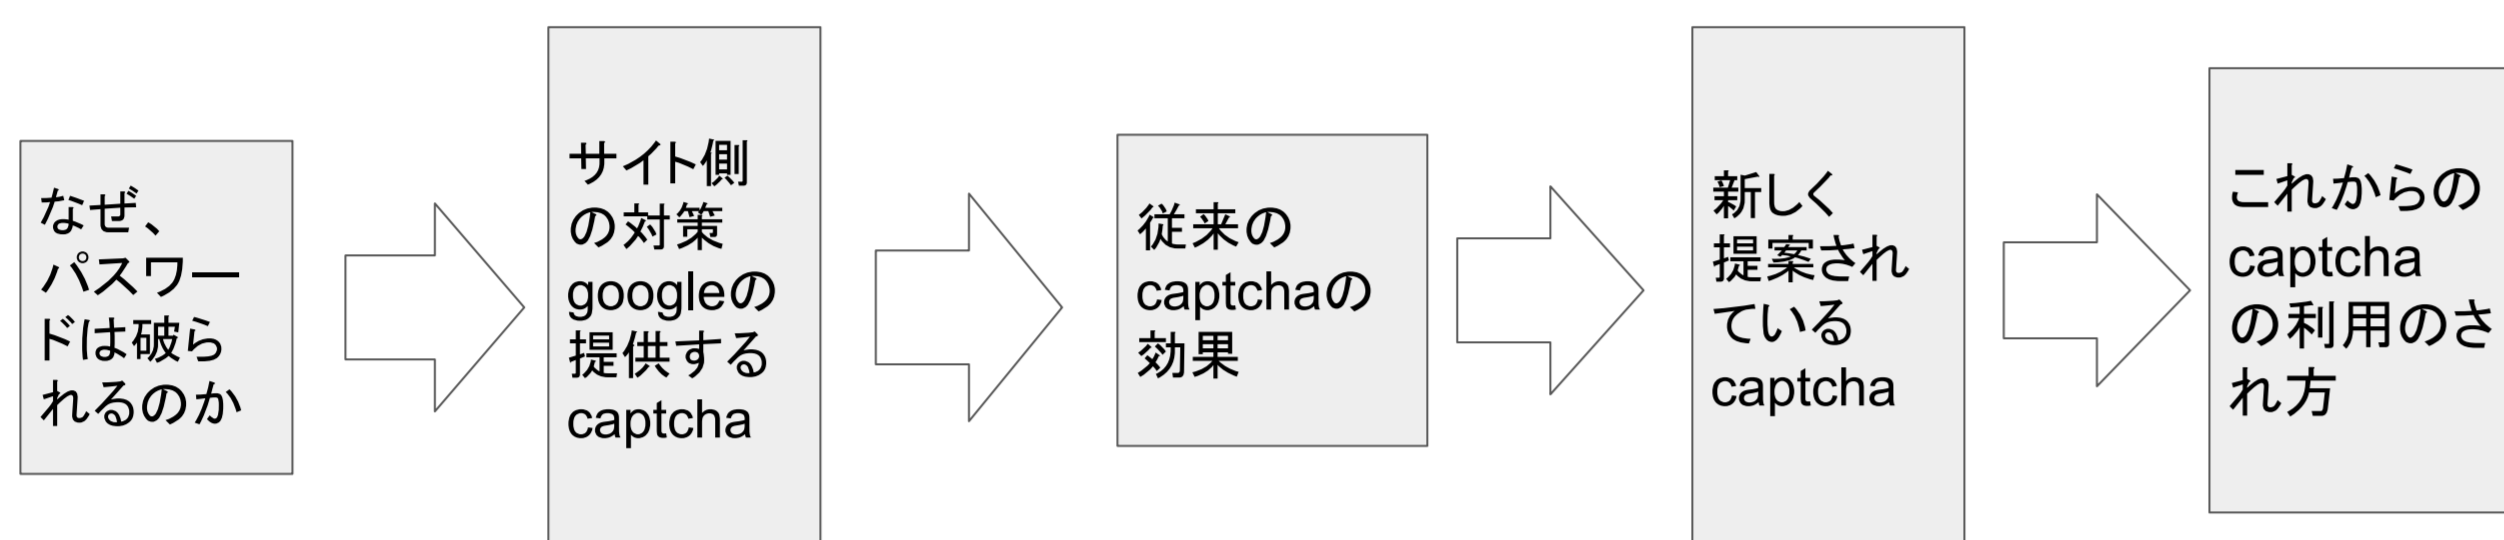 なぜ、
パスワー
ドは破ら
れるのか
サイト側
の対策
googleの
提供する
captcha
従来の
captchaの
効果
新しく
提案され
ている
captcha
これからの
captcha
の利用のさ
れ方